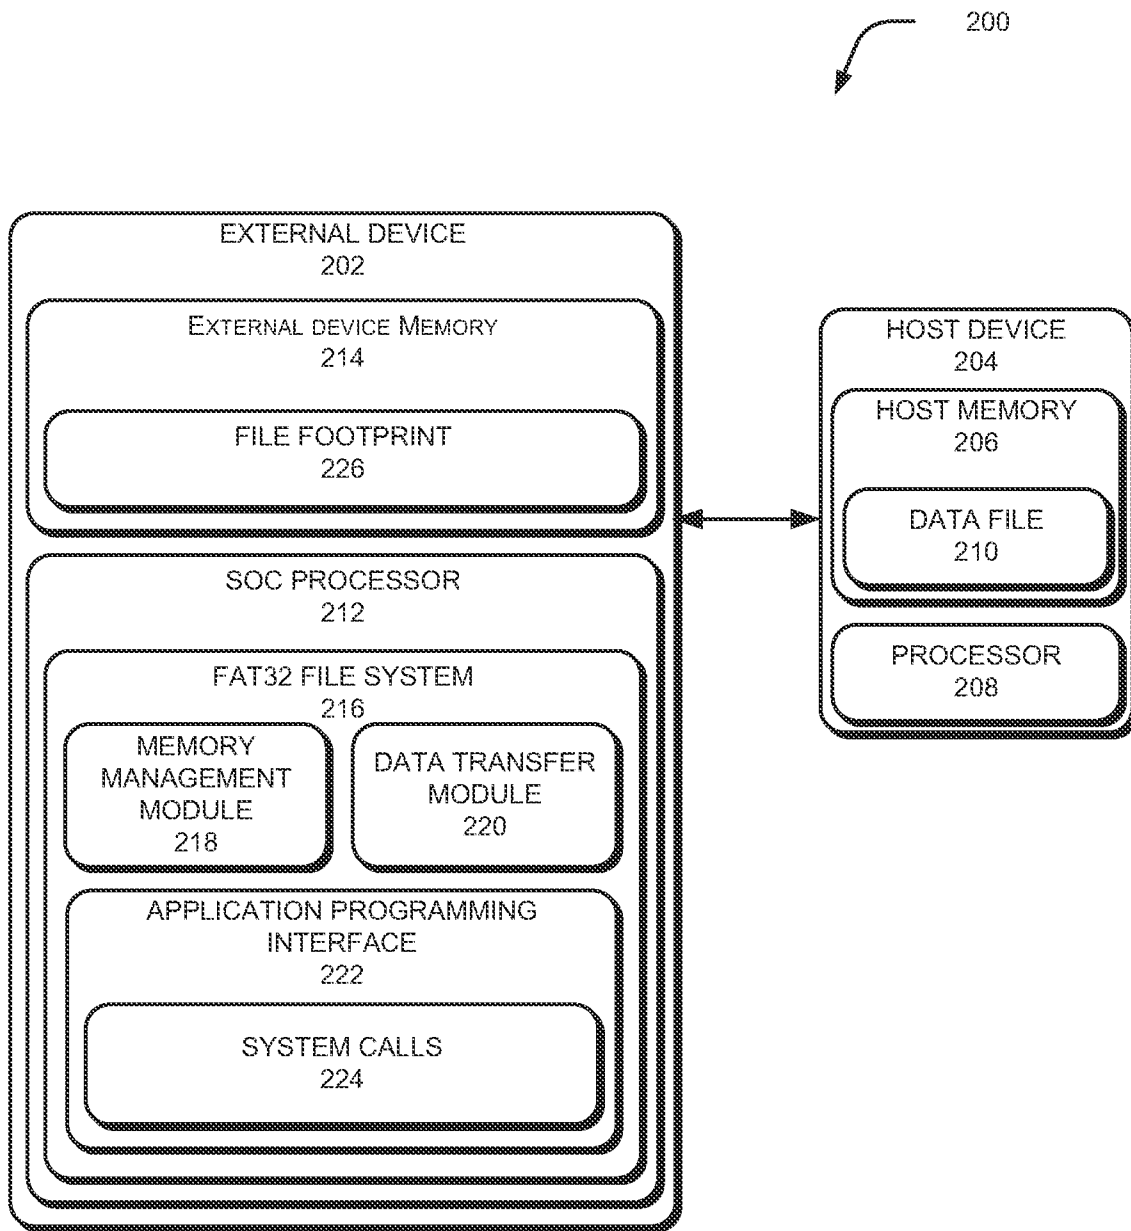 200
EXTERNAL DEVICE
202
EXTERNAL DEVICE MEMORY
214
FILE FOOTPRINT
226
SOC PROCESSOR
212
FAT32 FILE SYSTEM
216
MEMORY
MANAGEMENT
MODULE
218
DATA TRANSFER
MODULE
220
APPLICATION PROGRAMMING
INTERFACE
222
SYSTEM CALLS
224
HOST DEVICE
204
HOST MEMORY
206
DATA FILE
210
PROCESSOR
208